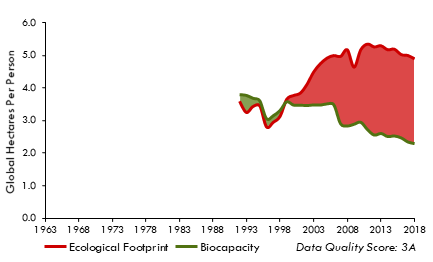 Global Hectares Per Person
6.0
5.0
4.0
3.0
2.0
1.0
0.0
1963 1968 1973 1978 1983 1988 1993 1998 2003 2008 2013 2018
Ecological Footprint Biocapacity Data Quality Score: 3A